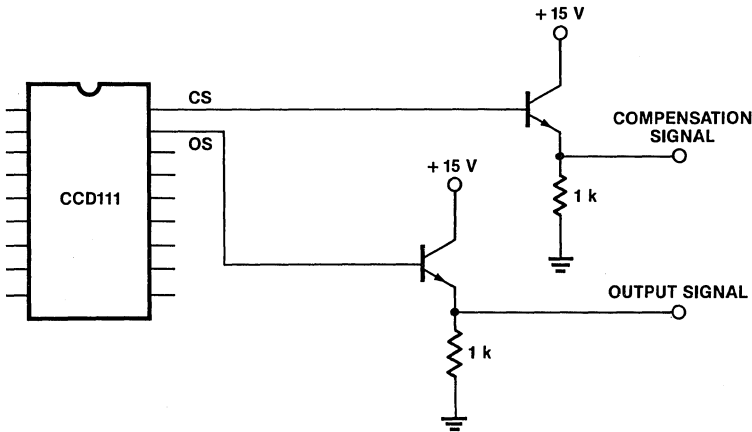 + 15 V
CS
COMPENSATION
SIGNAL
OS
+ 15 V
1 k
CCD111
OUTPUT SIGNAL
1 k